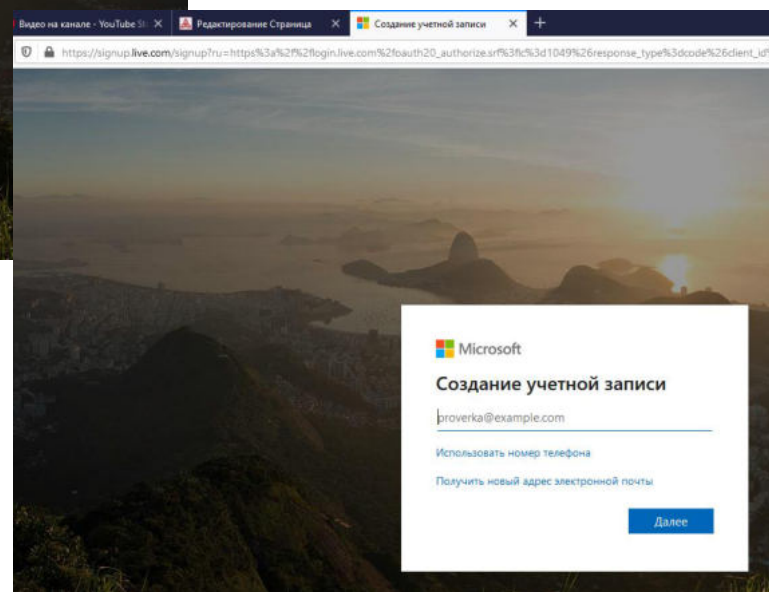 Видео на канале - YouTube St
Редактирование Страница
Создание учетной записи
https://signup.live.com/signup?ru=https%3a%2f%2flogin.live.com%2foauth20_authorize.srf%3flc%3d1049%26response_type%3dcode%26client_id%
Microsoft
Создание учетной записи
proverka@example.com
Использовать номер телефона
Получить новый адрес электронной почты
Далее